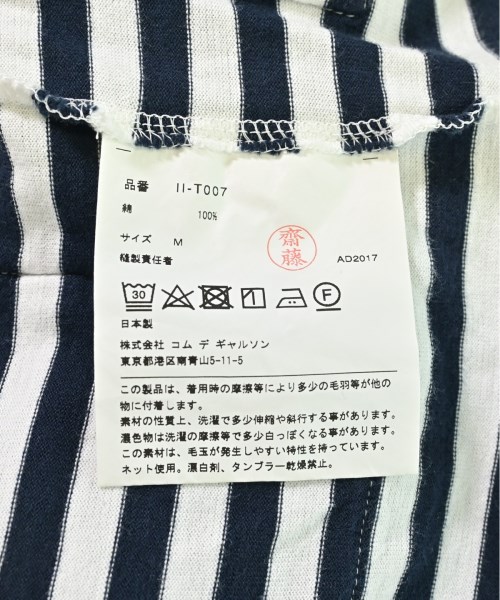 品番 II-T007
綿 100%
サイズ M
縫製責任者 齋藤 AD2017
30 F
日本製
株式会社 コム デ ギャルソン
東京都港区南青山5-11-5
この製品は、着用時の摩擦等により多少の毛羽等が他の
物に付着します。
素材の性質上、洗濯で多少伸縮や斜行する事があります。
濃色物は洗濯の摩擦等で多少白っぽくなる事があります。
この素材は、毛玉が発生しやすい特性を持っています。
ネット使用。漂白剤、タンブラー乾燥禁止。